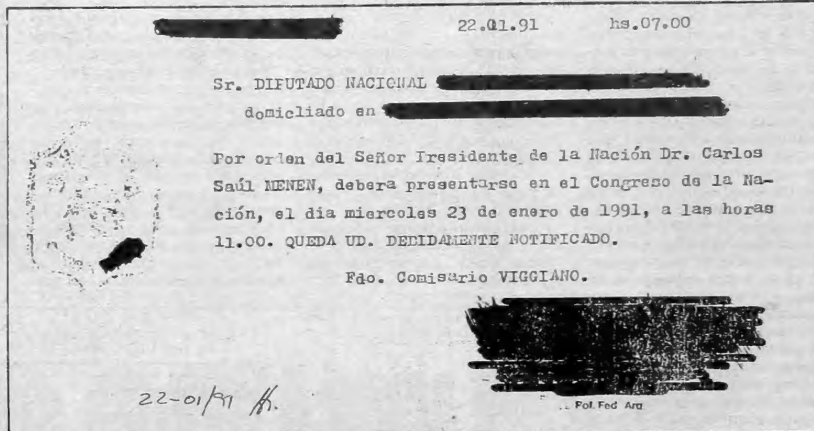 22.01.91 hs.07.00
Sr. DIPUTADO NACIONAL
domicliado en
Por orden del Señor Presidente de la Nación Dr. Carlos
Saúl MENEN, debera presentarse en el Congreso de la Na-
ción, el dia miercoles 23 de enero de 1991, a las horas
11.00. QUEDA UD. DEBIDAMENTE NOTIFICADO.
Fdo. Comisario VIGGIANO.
Pol. Fed Arg
22-01/91